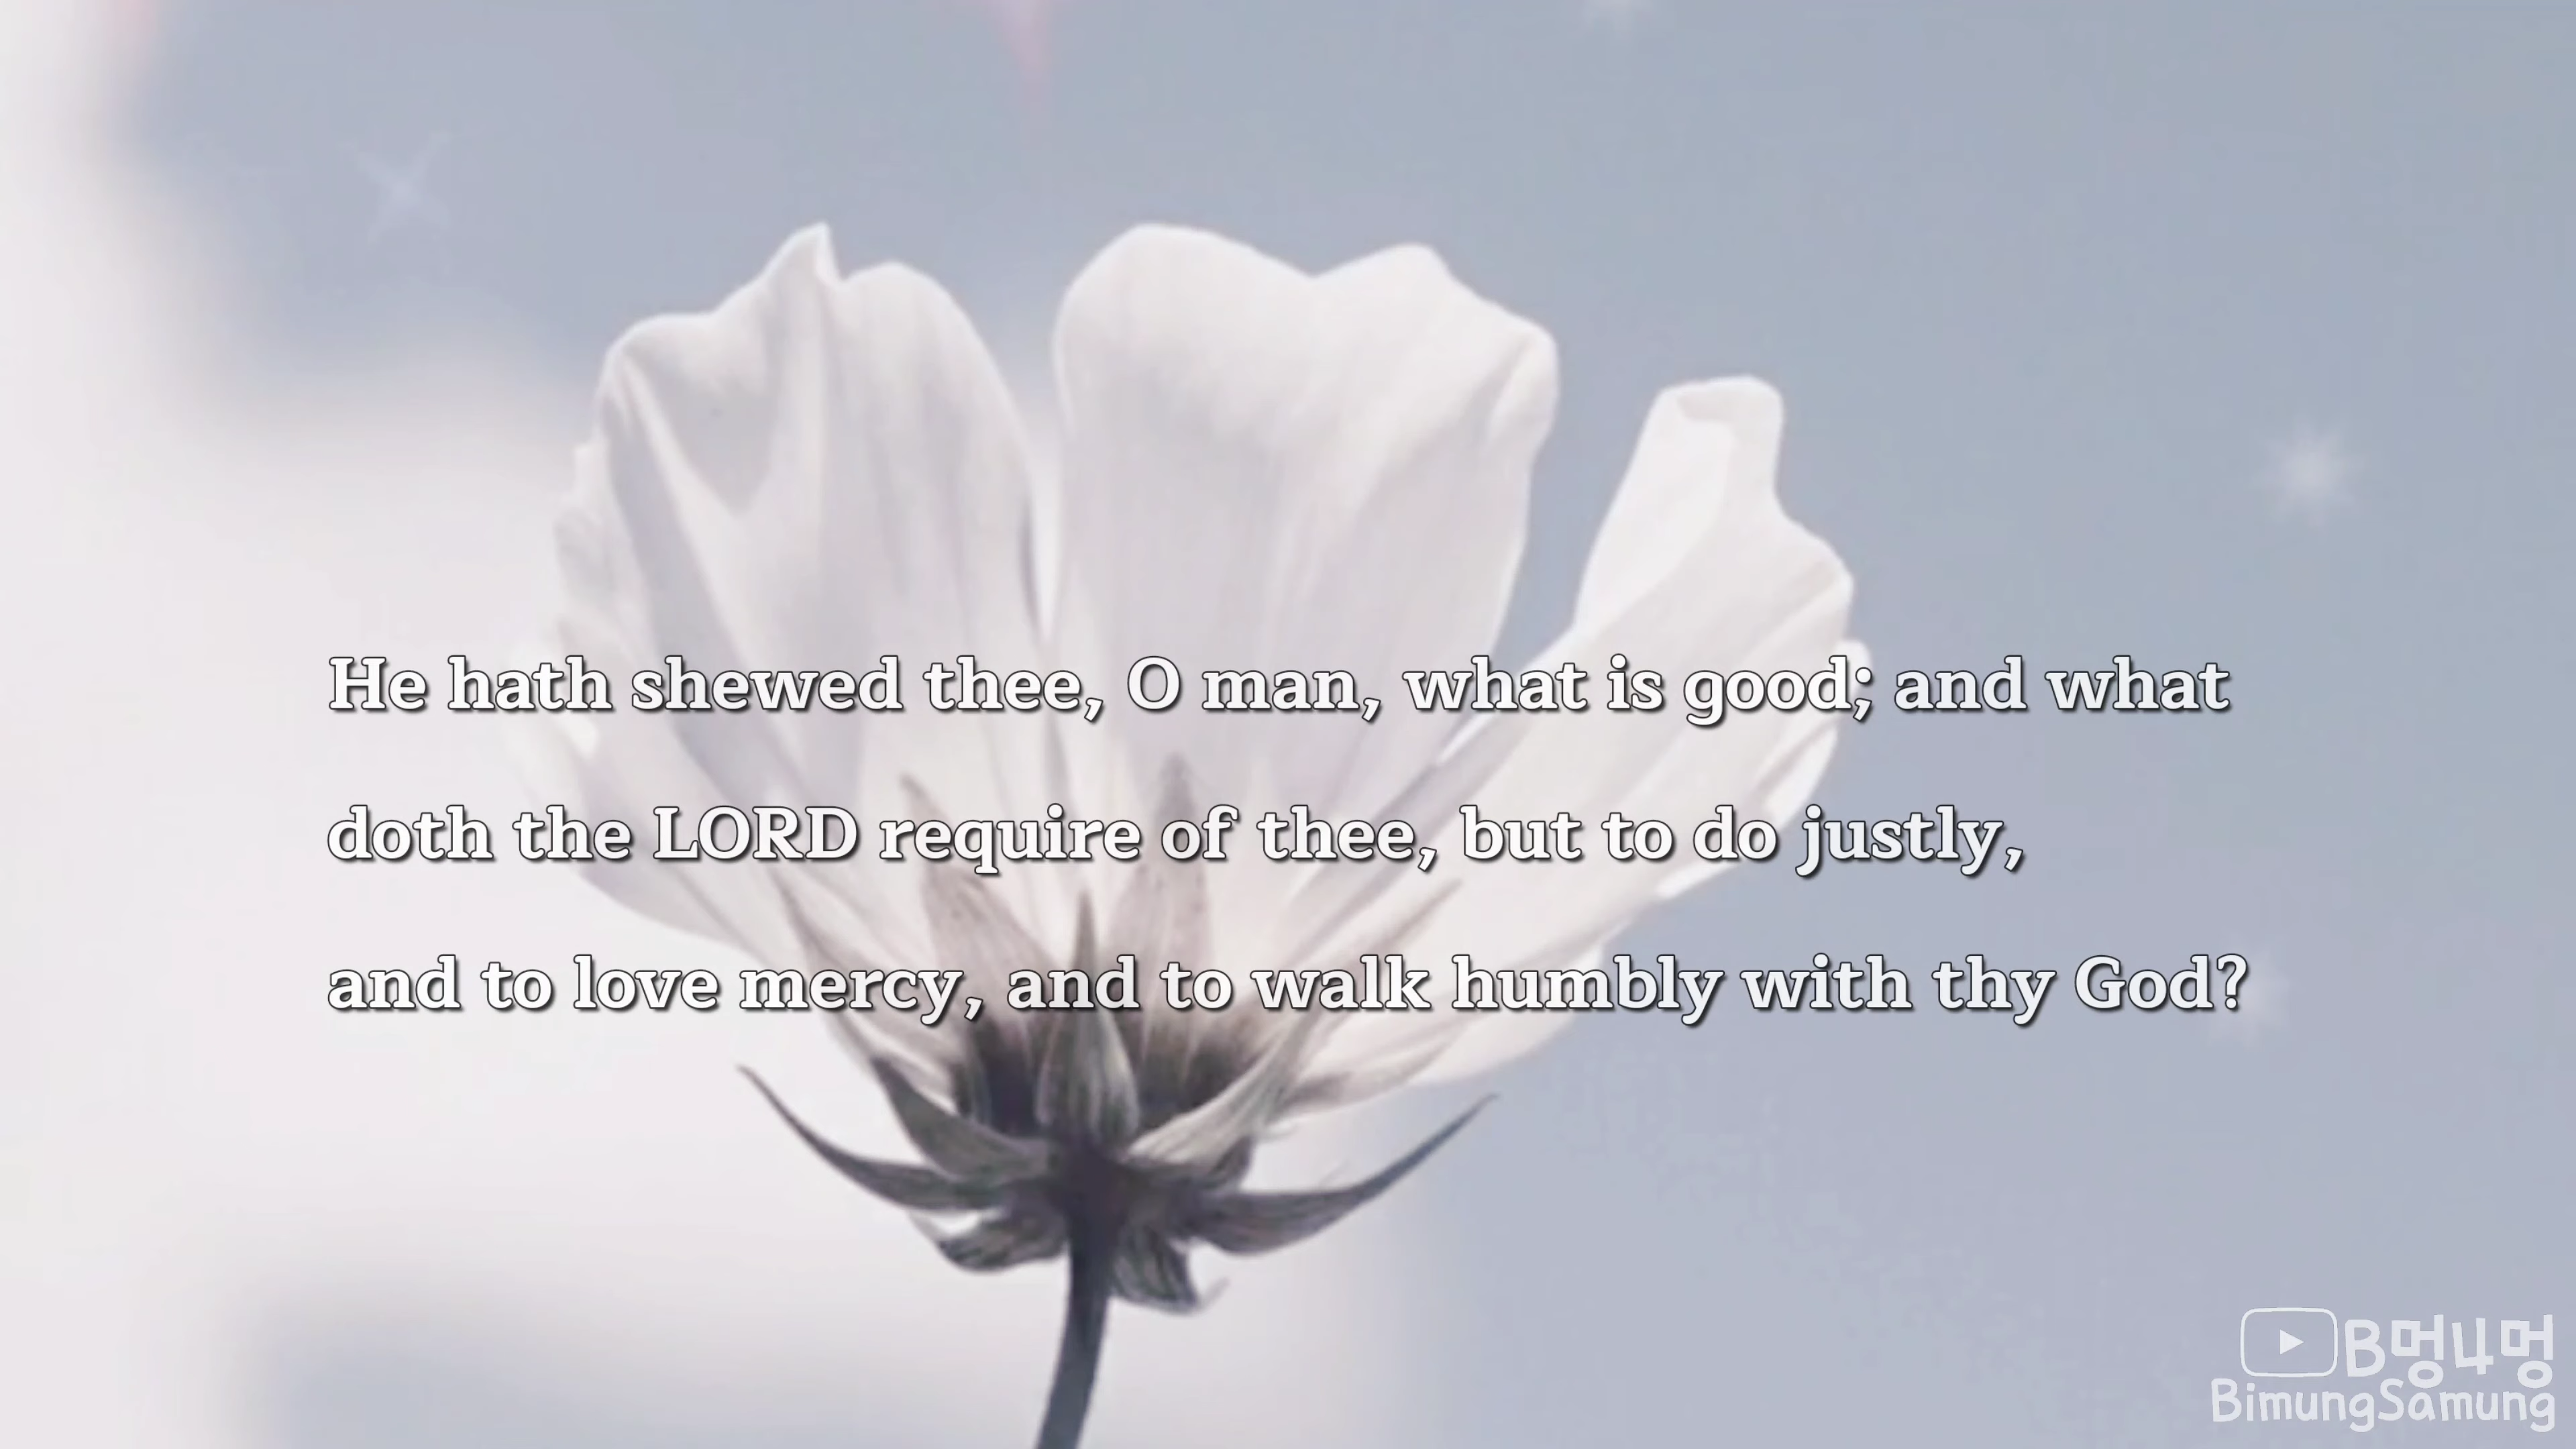 He hath shewed thee, O man, what is good; and what
doth the LORD require of thee, but to do justly,
and to love mercy, and to walk humbly with thy God?
B멍4멍
BimungSamung